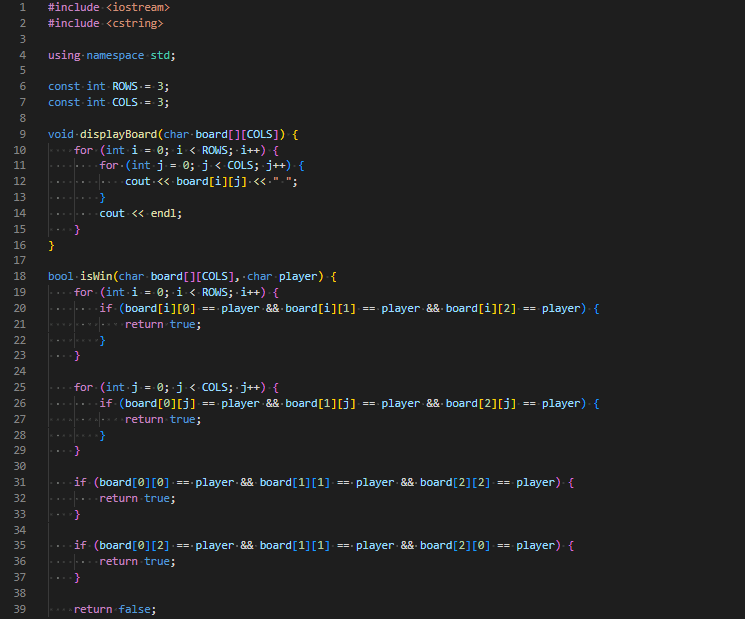 1 #include <iostream>
2 #include <cstring>
3
4 using namespace std;
5
6 const int ROWS = 3;
7 const int COLS = 3;
8
9 void displayBoard(char board[][COLS]) {
10     for (int i = 0; i < ROWS; i++) {
11         for (int j = 0; j < COLS; j++) {
12             cout << board[i][j] << " ";
13         }
14         cout << endl;
15     }
16 }
17
18 bool isWin(char board[][COLS], char player) {
19     for (int i = 0; i < ROWS; i++) {
20         if (board[i][0] == player && board[i][1] == player && board[i][2] == player) {
21             return true;
22         }
23     }
24
25     for (int j = 0; j < COLS; j++) {
26         if (board[0][j] == player && board[1][j] == player && board[2][j] == player) {
27             return true;
28         }
29     }
30
31     if (board[0][0] == player && board[1][1] == player && board[2][2] == player) {
32         return true;
33     }
34
35     if (board[0][2] == player && board[1][1] == player && board[2][0] == player) {
36         return true;
37     }
38
39     return false;